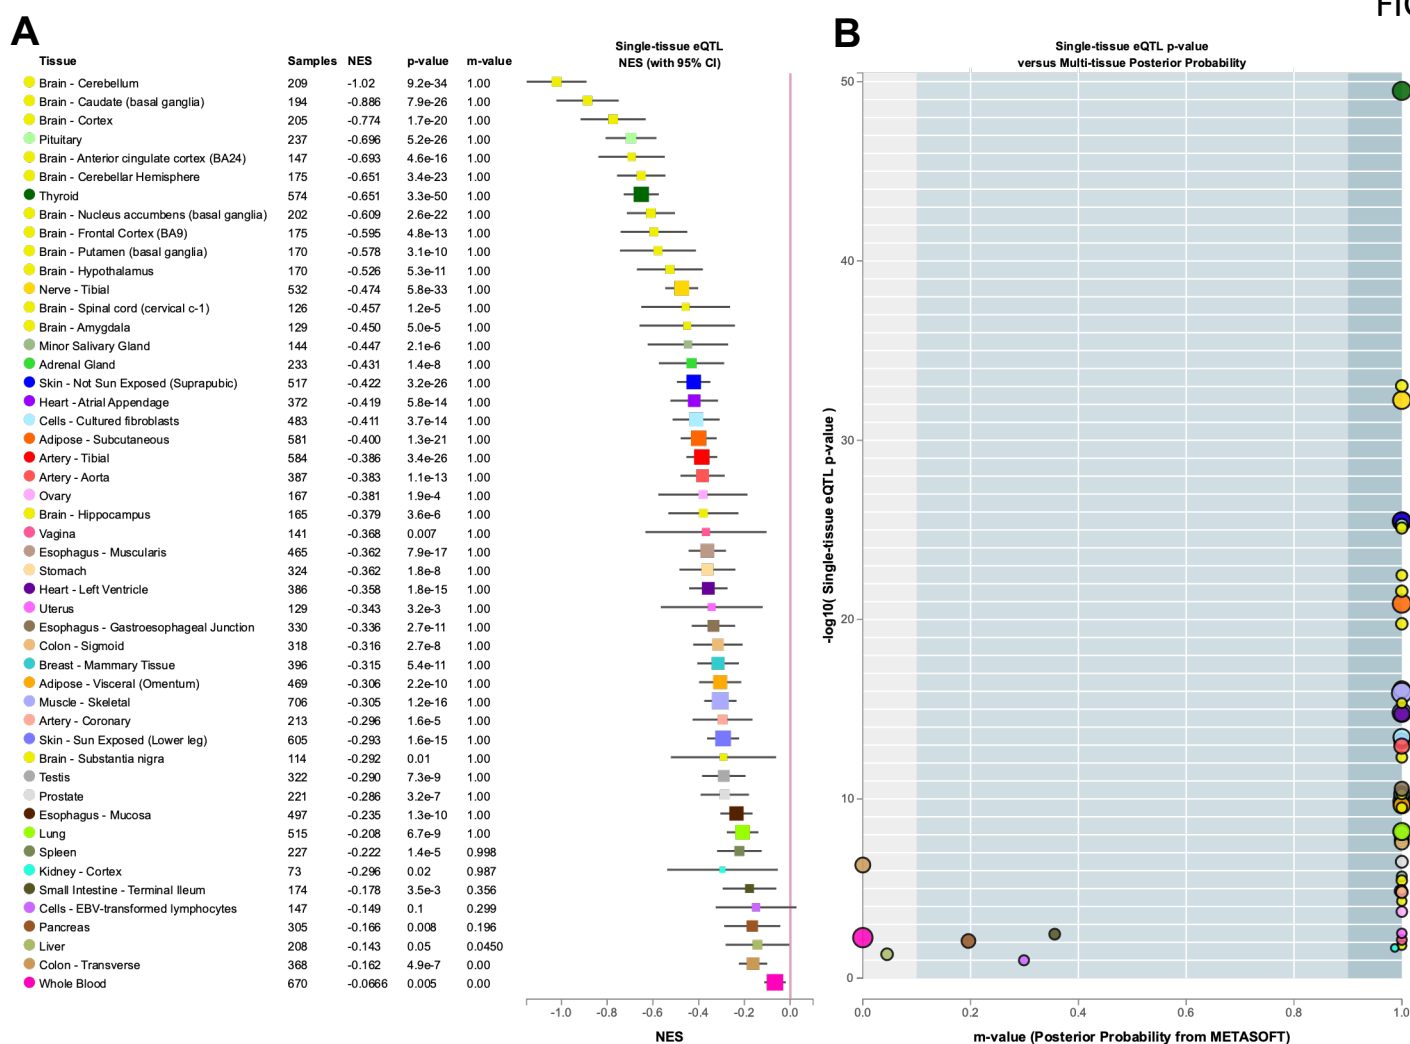 FIG
A
B
Single-tissue eQTL
NES (with 95% CI)
Tissue Samples NES p-value m-value
Brain - Cerebellum 209 -1.02 9.2e-34 1.00
Brain - Caudate (basal ganglia) 194 -0.886 7.9e-26 1.00
Brain - Cortex 205 -0.774 1.7e-20 1.00
Pituitary 237 -0.696 5.2e-26 1.00
Brain - Anterior cingulate cortex (BA24) 147 -0.693 4.6e-16 1.00
Brain - Cerebellar Hemisphere 175 -0.651 3.4e-23 1.00
Thyroid 574 -0.651 3.3e-50 1.00
Brain - Nucleus accumbens (basal ganglia) 202 -0.609 2.6e-22 1.00
Brain - Frontal Cortex (BA9) 175 -0.595 4.8e-13 1.00
Brain - Putamen (basal ganglia) 170 -0.578 3.1e-10 1.00
Brain - Hypothalamus 170 -0.526 5.3e-11 1.00
Nerve - Tibial 532 -0.474 5.8e-33 1.00
Brain - Spinal cord (cervical c-1) 126 -0.457 1.2e-5 1.00
Brain - Amygdala 129 -0.450 5.0e-5 1.00
Minor Salivary Gland 144 -0.447 2.1e-6 1.00
Adrenal Gland 233 -0.431 1.4e-8 1.00
Skin - Not Sun Exposed (Suprapubic) 517 -0.422 3.2e-26 1.00
Heart - Atrial Appendage 372 -0.419 5.8e-14 1.00
Cells - Cultured fibroblasts 483 -0.411 3.7e-14 1.00
Adipose - Subcutaneous 581 -0.400 1.3e-21 1.00
Artery - Tibial 584 -0.386 3.4e-26 1.00
Artery - Aorta 387 -0.383 1.1e-13 1.00
Ovary 167 -0.381 1.9e-4 1.00
Brain - Hippocampus 165 -0.379 3.6e-6 1.00
Vagina 141 -0.368 0.007 1.00
Esophagus - Muscularis 465 -0.362 7.9e-17 1.00
Stomach 324 -0.362 1.8e-8 1.00
Heart - Left Ventricle 386 -0.358 1.8e-15 1.00
Uterus 129 -0.343 3.2e-3 1.00
Esophagus - Gastroesophageal Junction 330 -0.336 2.7e-11 1.00
Colon - Sigmoid 318 -0.316 2.7e-8 1.00
Breast - Mammary Tissue 396 -0.315 5.4e-11 1.00
Adipose - Visceral (Omentum) 469 -0.306 2.2e-10 1.00
Muscle - Skeletal 706 -0.305 1.2e-16 1.00
Artery - Coronary 213 -0.296 1.6e-5 1.00
Skin - Sun Exposed (Lower leg) 605 -0.293 1.6e-15 1.00
Brain - Substantia nigra 114 -0.292 0.01 1.00
Testis 322 -0.290 7.3e-9 1.00
Prostate 221 -0.286 3.2e-7 1.00
Esophagus - Mucosa 497 -0.235 1.3e-10 1.00
Lung 515 -0.208 6.7e-9 1.00
Spleen 227 -0.222 1.4e-5 0.998
Kidney - Cortex 73 -0.296 0.02 0.987
Small Intestine - Terminal Ileum 174 -0.178 3.5e-3 0.356
Cells - EBV-transformed lymphocytes 147 -0.149 0.1 0.299
Pancreas 305 -0.166 0.008 0.196
Liver 208 -0.143 0.05 0.0450
Colon - Transverse 368 -0.162 4.9e-7 0.00
Whole Blood 670 -0.0666 0.005 0.00
-1.0 -0.8 -0.6 -0.4 -0.2 0.0
NES
Single-tissue eQTL p-value
versus Multi-tissue Posterior Probability
-log10( Single-tissue eQTL p-value )
50
40
30
20
10
0
0.0 0.2 0.4 0.6 0.8 1.0
m-value (Posterior Probability from METASOFT)